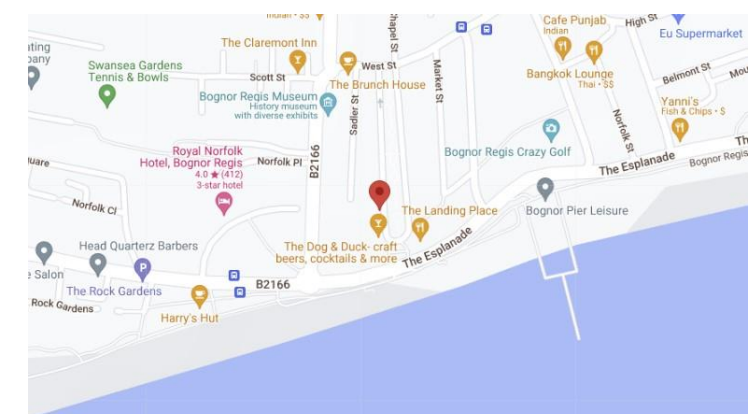 Indian • $$
Cafe Punjab
Indian
High St
Eu Supermarket
Swansea Gardens
Tennis & Bowls
The Claremont Inn
Chapel St
West St
Scott St
The Brunch House
Market St
Bangkok Lounge
Thai • $$
Belmont St
Bognor Regis Museum
History museum
with diverse exhibits
Sadler St
Yanni's
Fish & Chips • $
Norfolk St
Royal Norfolk
Hotel, Bognor Regis
4.0 ★ (412)
3-star hotel
Norfolk Pl
B2166
Bognor Regis Crazy Golf
The Esplanade
Bognor Regis
Norfolk Cl
The Landing Place
Bognor Pier Leisure
Head Quarterz Barbers
The Dog & Duck- craft
beers, cocktails & more
The Esplanade
Salon
P
The Rock Gardens
B2166
Rock Gardens
Harry's Hut